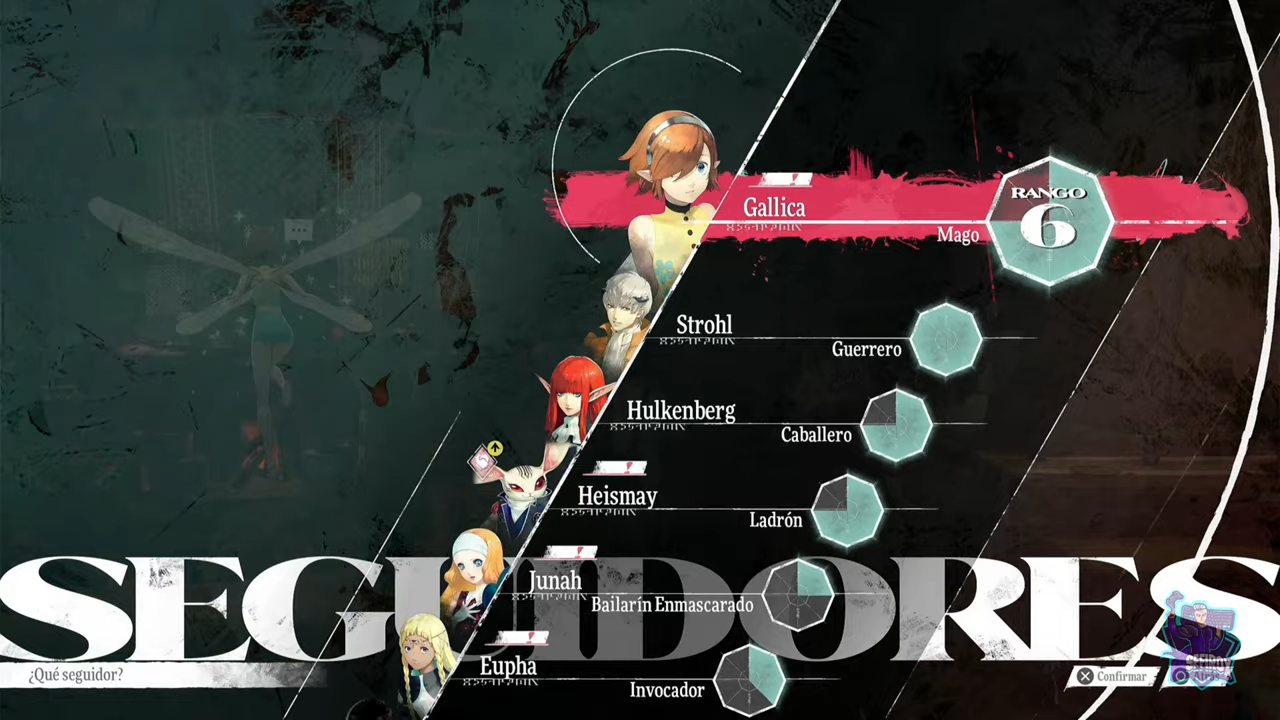 Gallica
Mago
RANGO
6
Strohl
Guerrero
Hulkenberg
Caballero
Heismay
Ladrón
Junah
Bailarín Enmascarado
Eupha
Invocador
SEGUIDORES
¿Qué seguidor?
Confirmar
Atrás